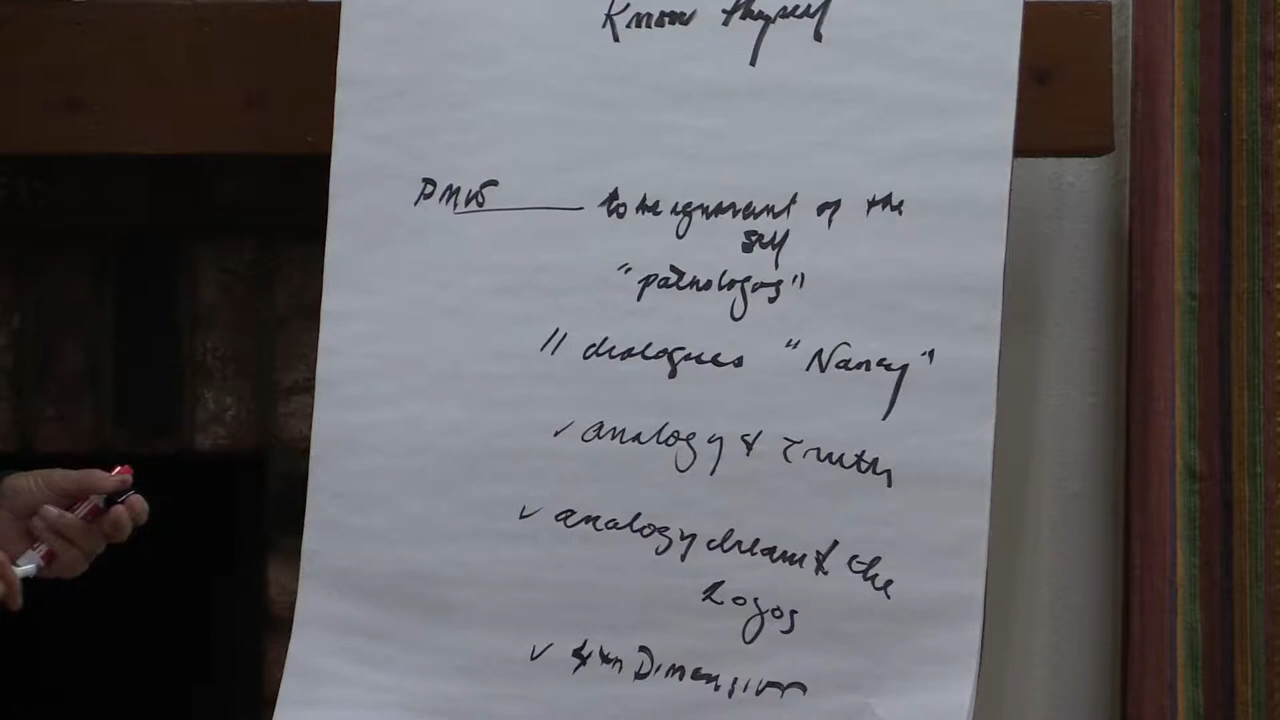 Know thyself
PMR — to be ignorant of the
self
"pathologos"
// dialogues "Nancy"
✓ analogy & Truth
✓ analogy dream & the
Logos
✓ 4th Dimension